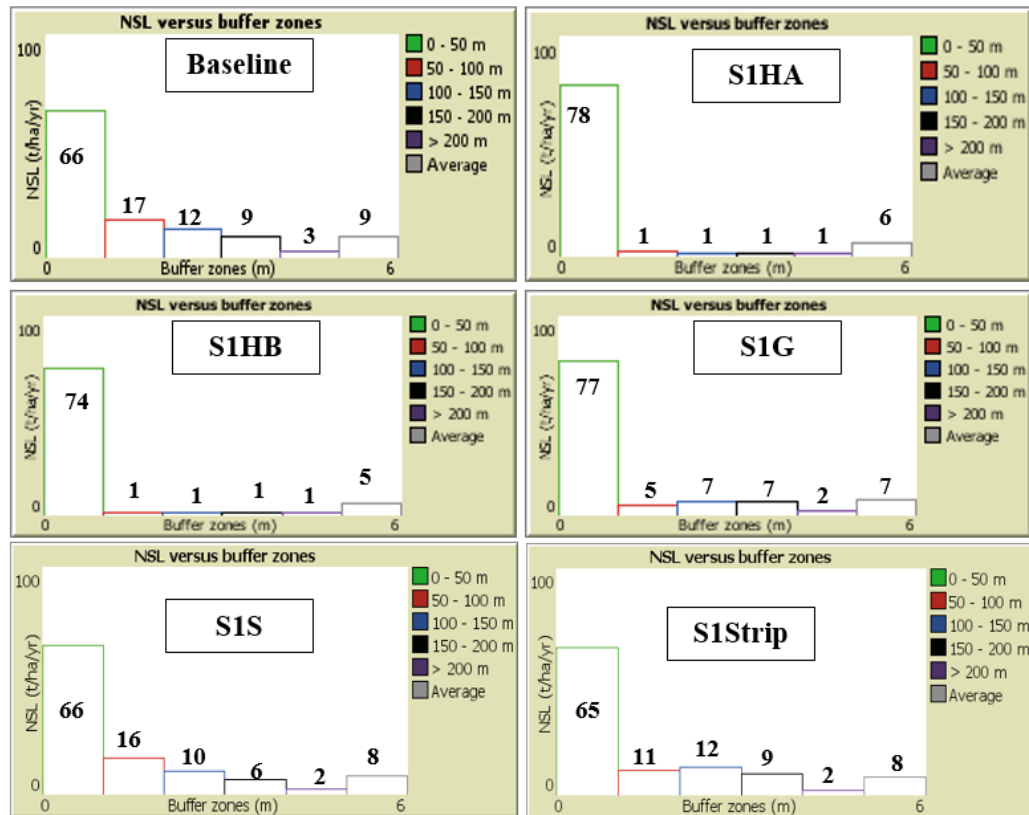 NSL versus buffer zones
Baseline
NSL (t/ha/yr)
100
0
66
17
12
9
3
9
0
6
Buffer zones (m)
0 - 50 m
50 - 100 m
100 - 150 m
150 - 200 m
> 200 m
Average
NSL versus buffer zones
S1HA
NSL (t/ha/yr)
100
0
78
1
1
1
1
6
0
6
Buffer zones (m)
0 - 50 m
50 - 100 m
100 - 150 m
150 - 200 m
> 200 m
Average
NSL versus buffer zones
S1HB
NSL (t/ha/yr)
100
0
74
1
1
1
1
5
0
6
Buffer zones (m)
0 - 50 m
50 - 100 m
100 - 150 m
150 - 200 m
> 200 m
Average
NSL versus buffer zones
S1G
NSL (t/ha/yr)
100
0
77
5
7
7
2
7
0
6
Buffer zones (m)
0 - 50 m
50 - 100 m
100 - 150 m
150 - 200 m
> 200 m
Average
NSL versus buffer zones
S1S
NSL (t/ha/yr)
100
0
66
16
10
6
2
8
0
6
Buffer zones (m)
0 - 50 m
50 - 100 m
100 - 150 m
150 - 200 m
> 200 m
Average
NSL versus buffer zones
S1Strip
NSL (t/ha/yr)
100
0
65
11
12
9
2
8
0
6
Buffer zones (m)
0 - 50 m
50 - 100 m
100 - 150 m
150 - 200 m
> 200 m
Average